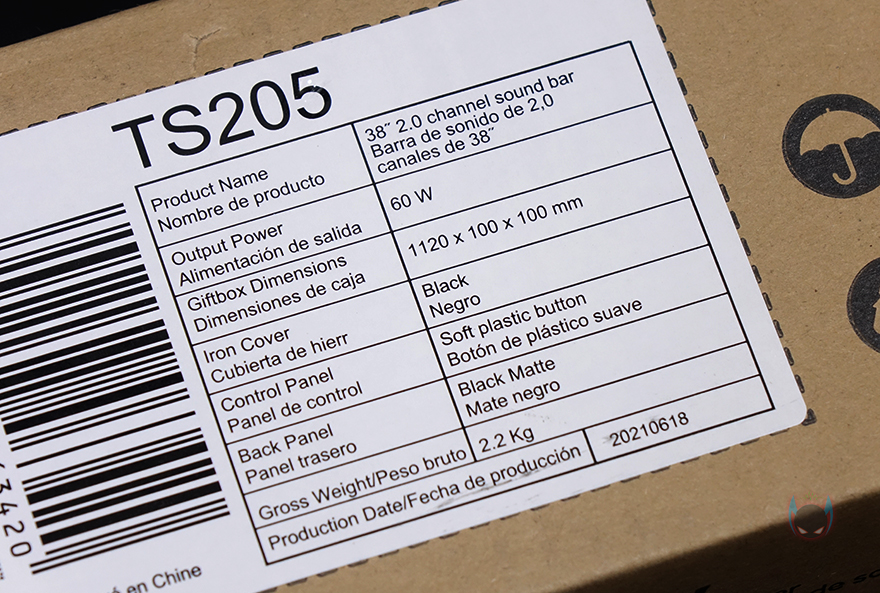 TS205
Product Name
Nombre de producto
38˝ 2.0 channel sound bar
Barra de sonido de 2,0
canales de 38˝
Output Power
Alimentación de salida
60 W
Giftbox Dimensions
Dimensiones de caja
1120 x 100 x 100 mm
Iron Cover
Cubierta de hierr
Black
Negro
Control Panel
Panel de control
Soft plastic button
Botón de plástico suave
Back Panel
Panel trasero
Black Matte
Mate negro
Gross Weight/Peso bruto
2.2 Kg
Production Date/Fecha de producción
20210618
3420
en Chine